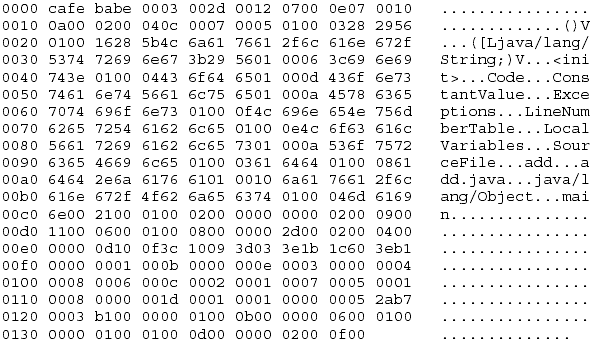 0000 cafe babe 0003 002d 0012 0700 0e07 0010 ................
0010 0a00 0200 040c 0007 0005 0100 0328 2956 .............()V
0020 0100 1628 5b4c 6a61 7661 2f6c 616e 672f ...([Ljava/lang/
0030 5374 7269 6e67 3b29 5601 0006 3c69 6e69 String;)V...<ini
0040 743e 0100 0443 6f64 6501 000d 436f 6e73 t>...Code...Cons
0050 7461 6e74 5661 6c75 6501 000a 4578 6365 tantValue...Exce
0060 7074 696f 6e73 0100 0f4c 696e 654e 756d ptions...LineNum
0070 6265 7254 6162 6c65 0100 0e4c 6f63 616c berTable...Local
0080 5661 7269 6162 6c65 7301 000a 536f 7572 Variables...Sour
0090 6365 4669 6c65 0100 0361 6464 0100 0861 ceFile...add...a
00a0 6464 2e6a 6176 6101 0010 6a61 7661 2f6c dd.java...java/l
00b0 616e 672f 4f62 6a65 6374 0100 046d 6169 ang/Object...mai
00c0 6e00 2100 0100 0200 0000 0000 0200 0900 n...............
00d0 1100 0600 0100 0800 0000 2d00 0200 0400 ................
00e0 0000 0d10 0f3c 1009 3d03 3e1b 1c60 3eb1 ................
00f0 0000 0001 000b 0000 000e 0003 0000 0004 ................
0100 0008 0006 000c 0002 0001 0007 0005 0001 ................
0110 0008 0000 001d 0001 0001 0000 0005 2ab7 ................
0120 0003 b100 0000 0100 0b00 0000 0600 0100 ................
0130 0000 0100 0100 0d00 0000 0200 0f00 ..............